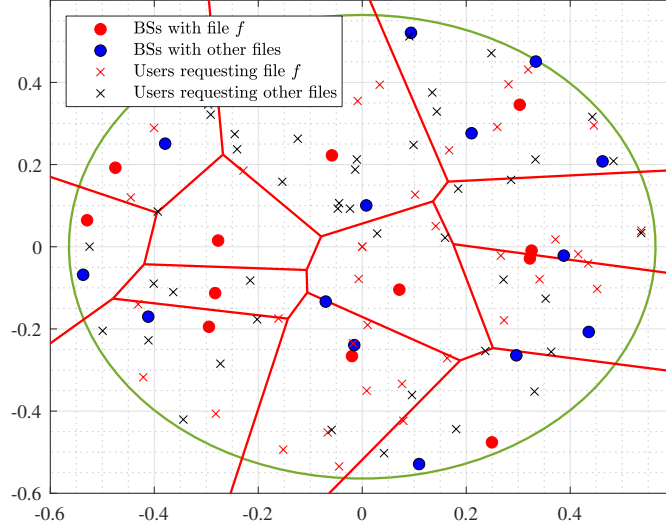 BSs with file f
BSs with other files
Users requesting file f
Users requesting other files
0.4
0.2
0
-0.2
-0.4
-0.6
-0.6 -0.4 -0.2 0 0.2 0.4